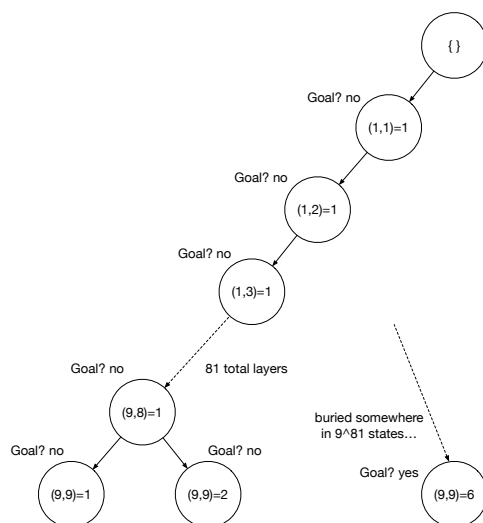 { }
Goal? no
(1,1)=1
Goal? no
(1,2)=1
Goal? no
(1,3)=1
81 total layers
Goal? no
(9,8)=1
buried somewhere
in 9^81 states...
Goal? no
Goal? no
Goal? yes
(9,9)=1
(9,9)=2
(9,9)=6